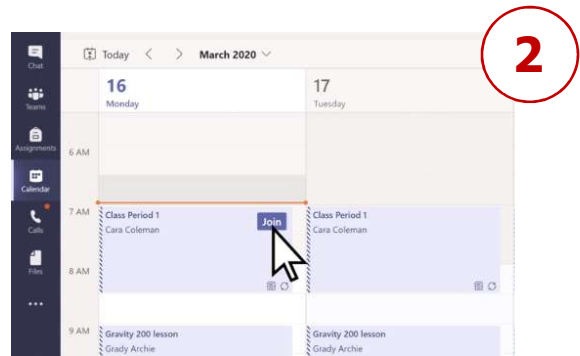 2
Chat
Teams
Assignments
Calendar
Calls
Files
Today
March 2020
16
Monday
17
Tuesday
6 AM
7 AM
Class Period 1
Cara Coleman
Join
Class Period 1
Cara Coleman
8 AM
9 AM
Gravity 200 lesson
Grady Archie
Gravity 200 lesson
Grady Archie